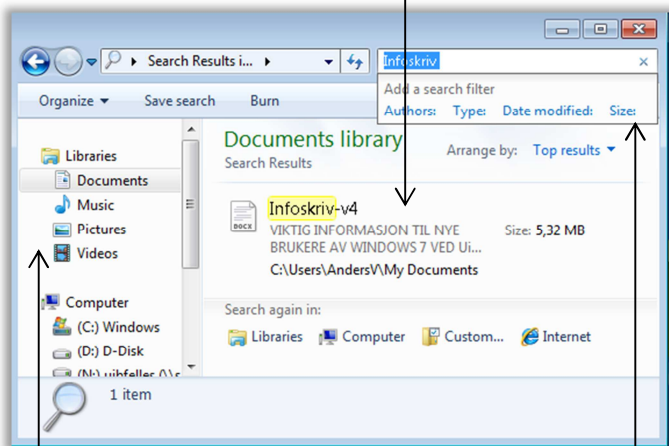 Search Results i...
Infoskriv
Organize
Save search
Burn
Add a search filter
Authors: Type: Date modified: Size:
Libraries
Documents
Music
Pictures
Videos
Computer
(C:) Windows
(D:) D-Disk
Documents library
Search Results
Arrange by: Top results
Infoskriv-v4
DOCX
VIKTIG INFORMASJON TIL NYE
BRUKERE AV WINDOWS 7 VED Ui...
Size: 5,32 MB
C:\Users\AndersV\My Documents
Search again in:
Libraries Computer Custom... Internet
1 item